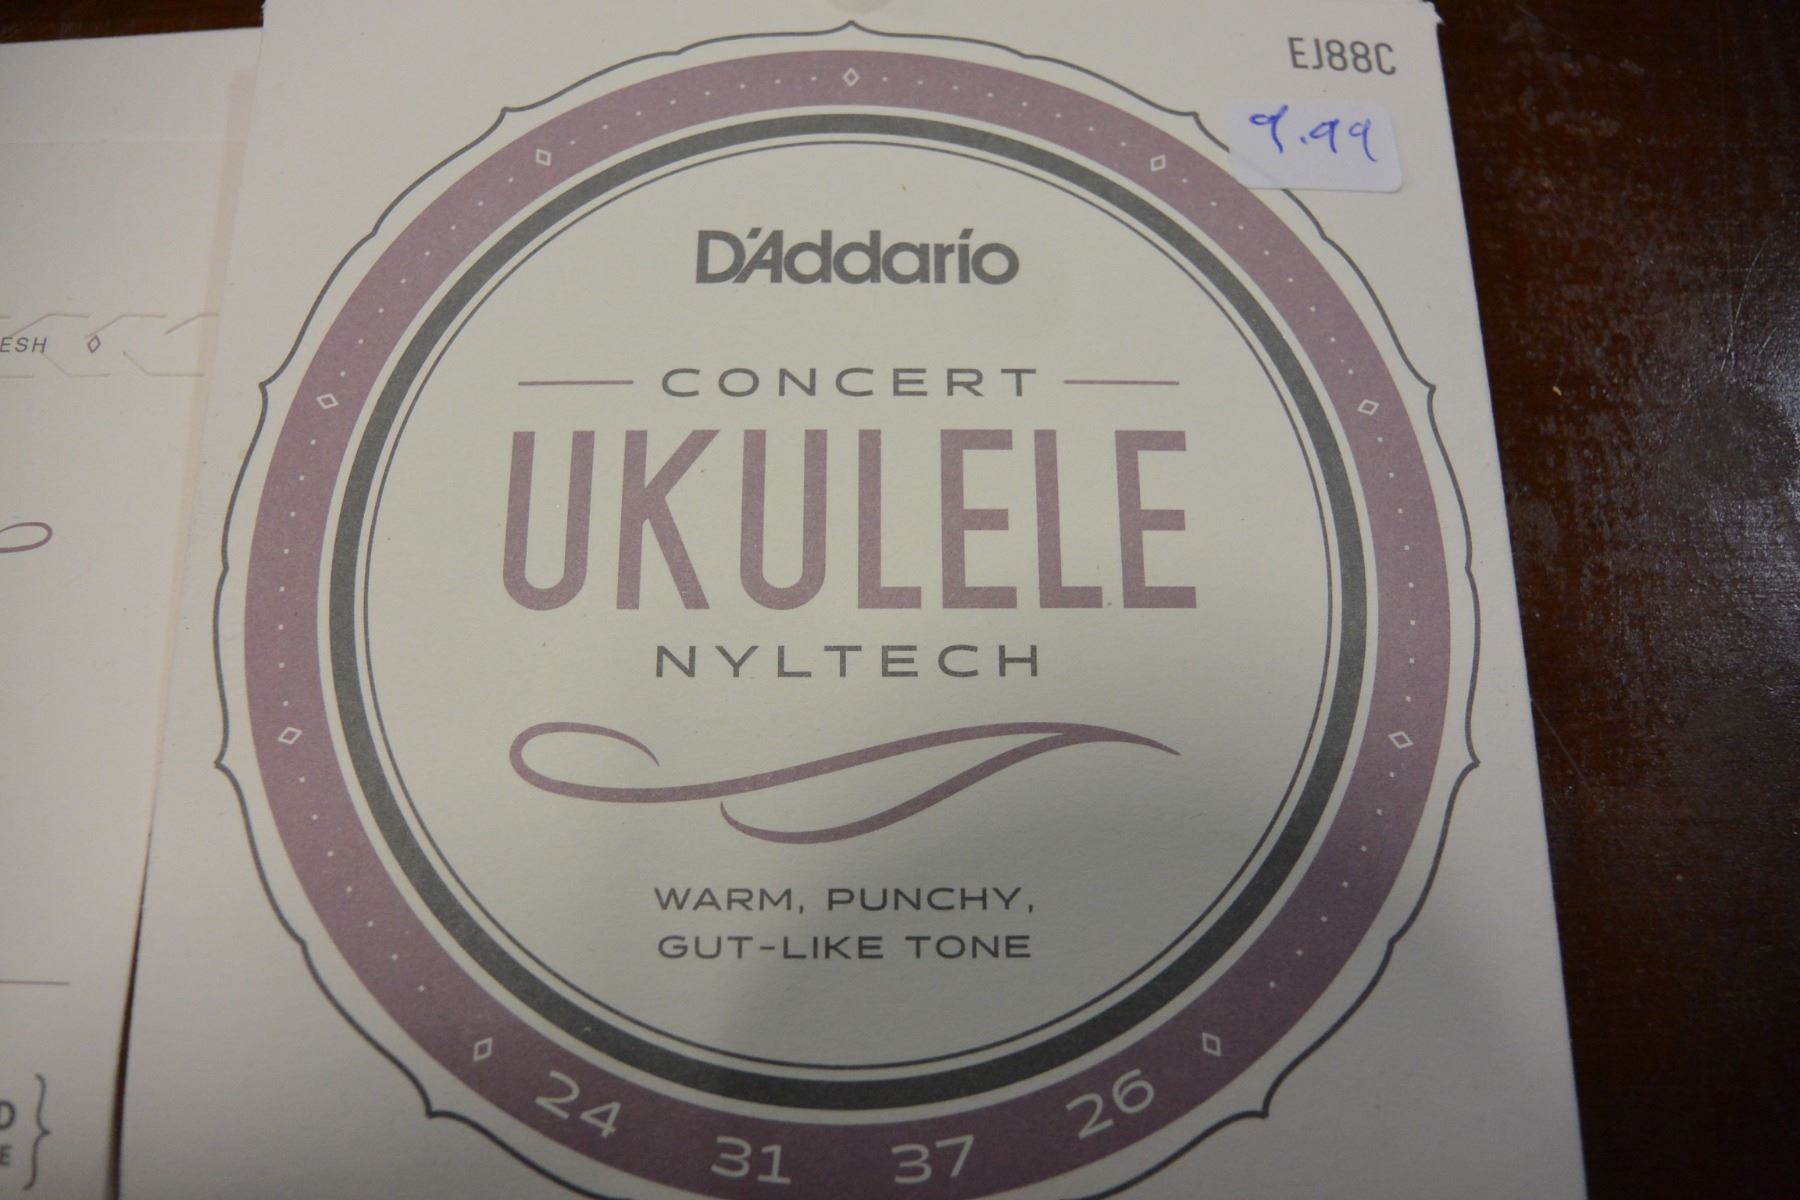 EJ88C
9.99
D'Addario
CONCERT
UKULELE
NYLTECH
WARM, PUNCHY,
GUT-LIKE TONE
24 31 37 26
ESH
D
E